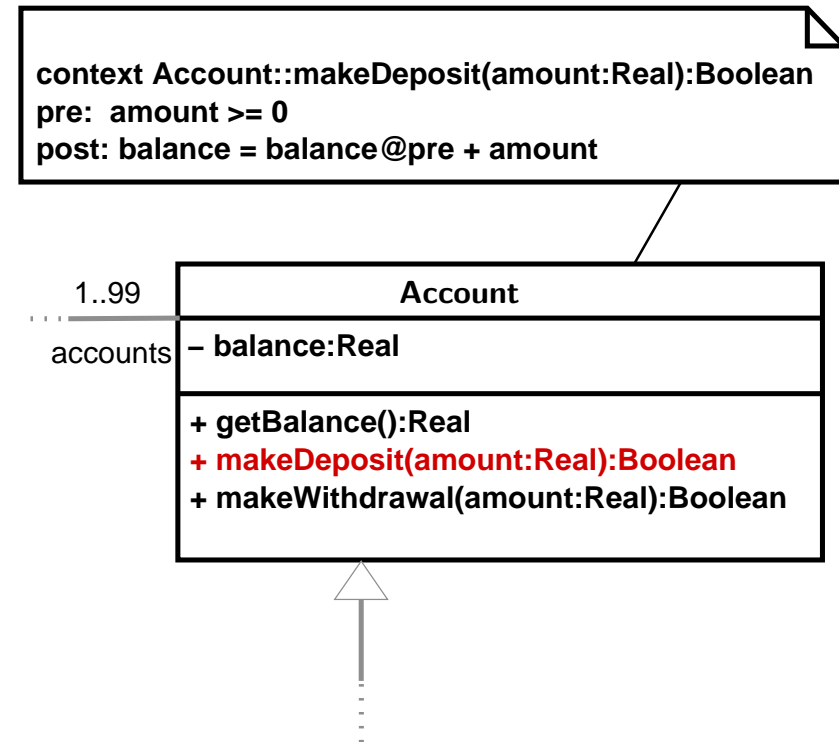 context Account::makeDeposit(amount:Real):Boolean
pre: amount >= 0
post: balance = balance@pre + amount
1..99
Account
accounts
– balance:Real
+ getBalance():Real
+ makeDeposit(amount:Real):Boolean
+ makeWithdrawal(amount:Real):Boolean